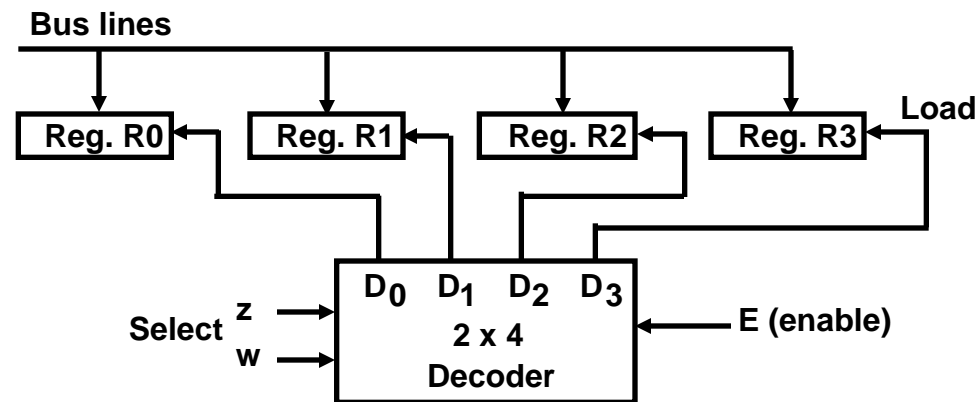 Bus lines
Load
Reg. R0 Reg. R1 Reg. R2 Reg. R3
D0 D1 D2 D3
Select z
w
2 x 4
Decoder
E (enable)